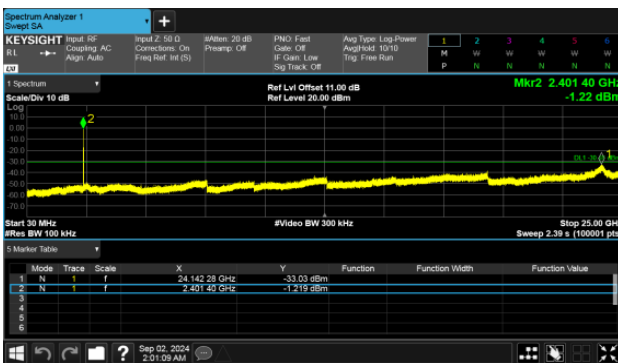 Spectrum Analyzer 1
Swept SA
KEYSIGHT
RL
Input: RF
Coupling: AC
Align: Auto
Input Z: 50 Ω
Corrections: On
Freq Ref: Int (S)
#Atten: 20 dB
Preamp: Off
PNO: Fast
Gate: Off
IF Gain: Low
Sig Track: Off
Avg Type: Log-Power
Avg|Hold: 10/10
Trig: Free Run
1 2 3 4 5 6
M W W W W W
P N N N N N
1 Spectrum
Scale/Div 10 dB
Ref Lvl Offset 11.00 dB
Ref Level 20.00 dBm
Mkr2 2.401 40 GHz
-1.22 dBm
Log
10.0
0.00
-10.0
-20.0
-30.0
-40.0
-50.0
-60.0
-70.0
2
1
Start 30 MHz
#Res BW 100 kHz
#Video BW 300 kHz
Stop 25.00 GHz
Sweep 2.39 s (100001 pts
5 Marker Table
Mode Trace Scale X Y Function Function Width Function Value
1 N 1 f 24.142 28 GHz -33.03 dBm
2 N 1 f 2.401 40 GHz -1.219 dBm
3
4
5
6
?
Sep 02, 2024
2:01:09 AM